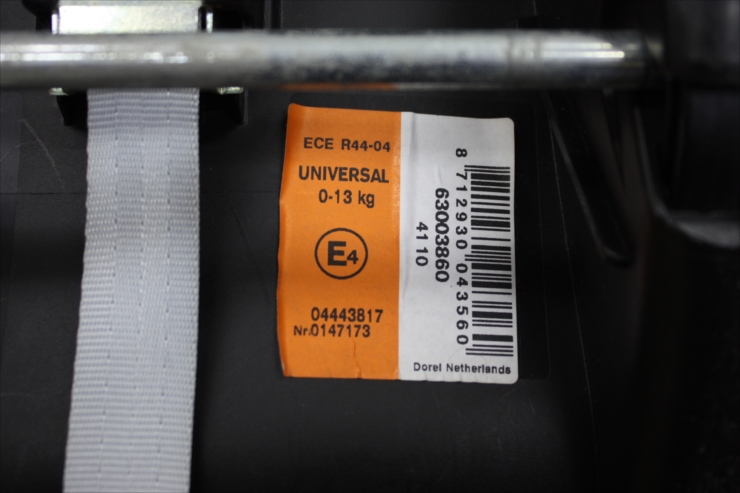 ECE R44-04
UNIVERSAL
0-13 kg
E4
04443817
Nr.0147173
8 712930 043560
63003860
4110
Dorel Netherlands